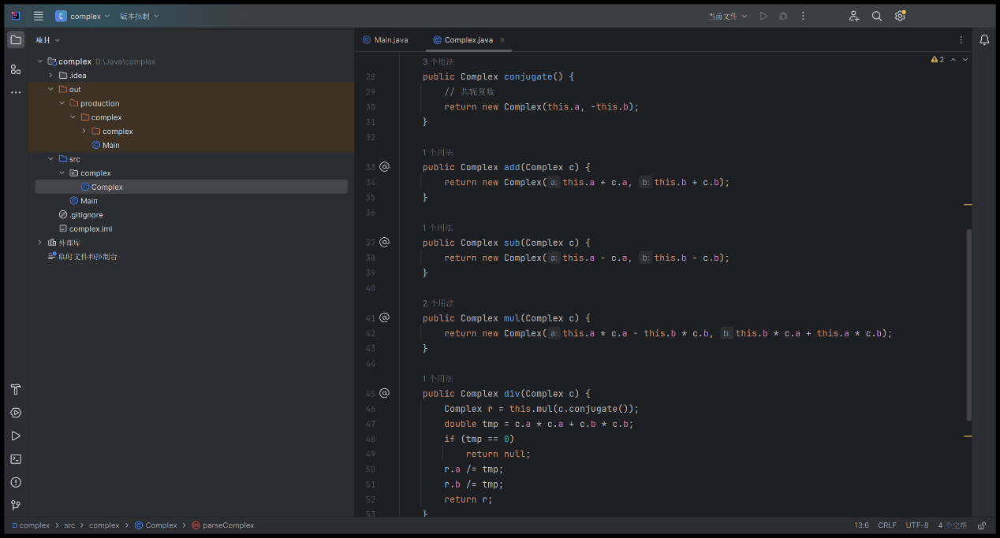 C complex 版本控制 当前文件
项目
Main.java Complex.java
complex D:\Java\complex
.idea
out
production
complex
complex
Main
src
complex
Complex
Main
.gitignore
complex.iml
外部库
临时文件和控制台
2
3 个用法
28 public Complex conjugate() {
29 // 共轭复数
30 return new Complex(this.a, -this.b);
31 }
32
1 个用法
33 @ public Complex add(Complex c) {
34 return new Complex( a: this.a + c.a, b: this.b + c.b);
35 }
36
1 个用法
37 @ public Complex sub(Complex c) {
38 return new Complex( a: this.a - c.a, b: this.b - c.b);
39 }
40
2 个用法
41 @ public Complex mul(Complex c) {
42 return new Complex( a: this.a * c.a - this.b * c.b, b: this.b * c.a + this.a * c.b);
43 }
44
1 个用法
45 @ public Complex div(Complex c) {
46 Complex r = this.mul(c.conjugate());
47 double tmp = c.a * c.a + c.b * c.b;
48 if (tmp == 0)
49 return null;
50 r.a /= tmp;
51 r.b /= tmp;
52 return r;
53 }
complex > src > complex > Complex > parseComplex 13:6 CRLF UTF-8 4 个空格